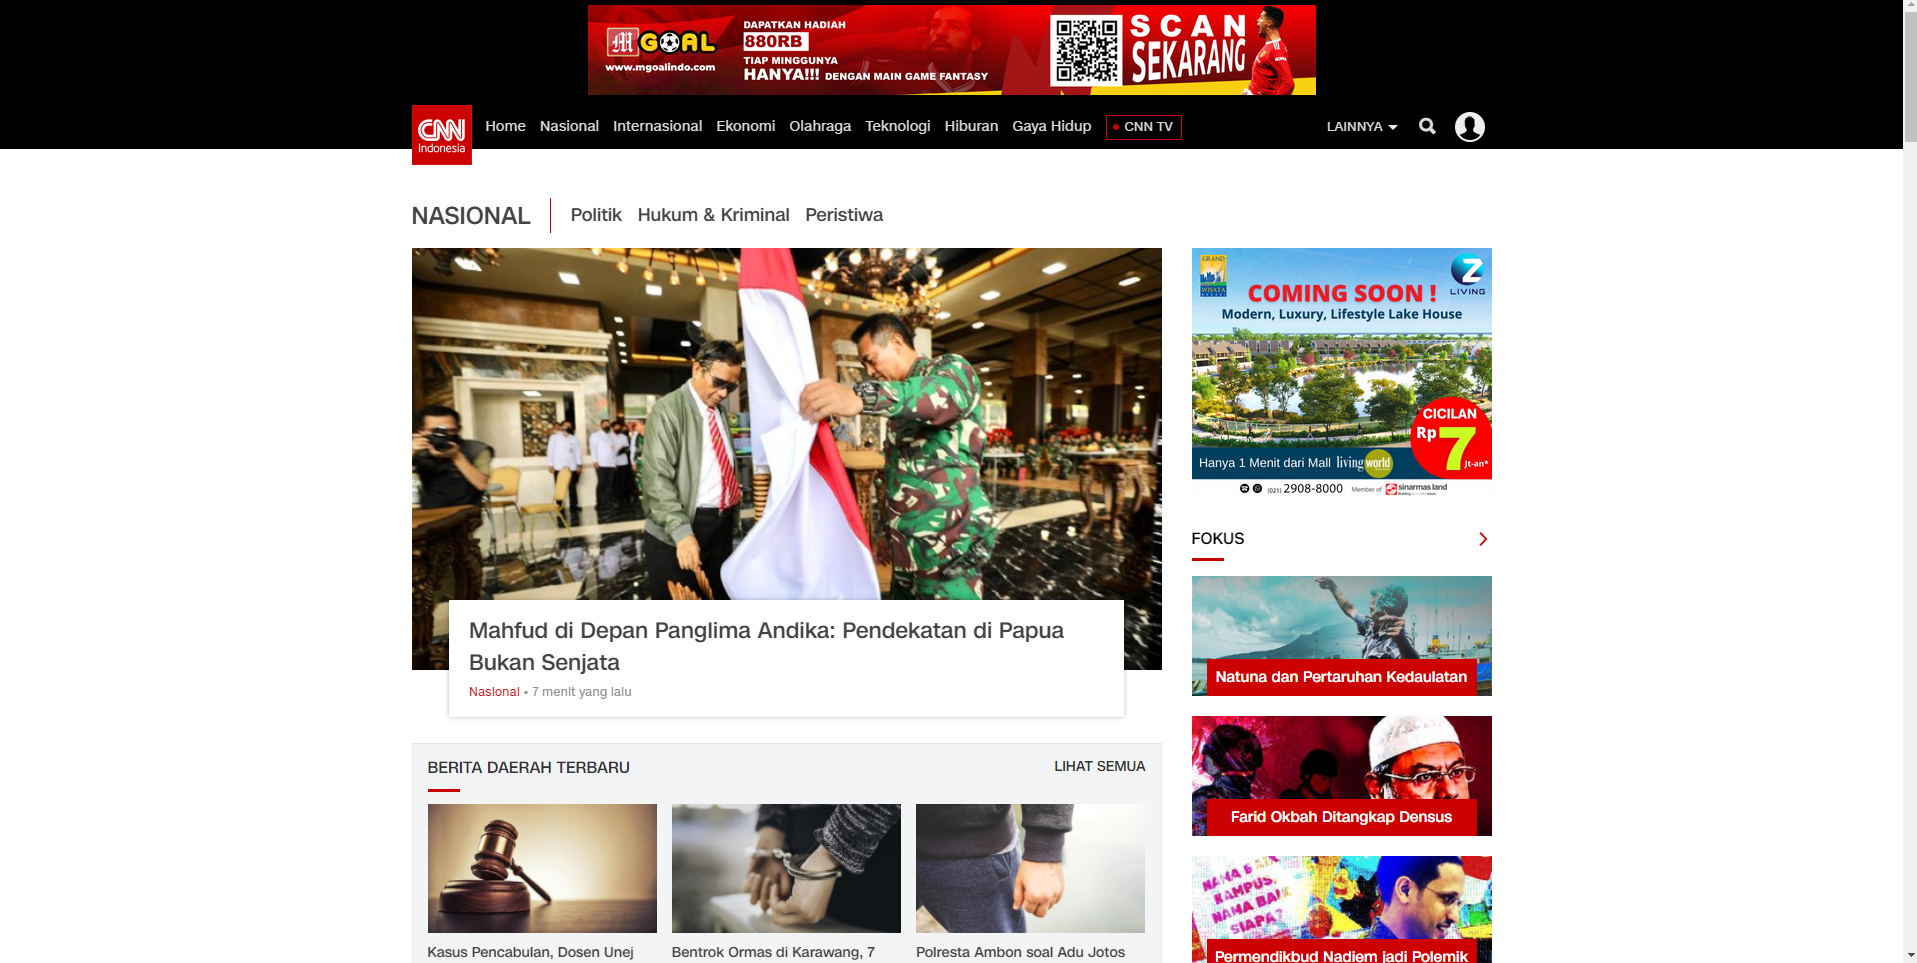 M GOAL
www.mgoalindo.com
DAPATKAN HADIAH
880RB
TIAP MINGGUNYA
HANYA!!! DENGAN MAIN GAME FANTASY
SCAN
SEKARANG
CNN
Indonesia
Home Nasional Internasional Ekonomi Olahraga Teknologi Hiburan Gaya Hidup CNN TV
LAINNYA
NASIONAL
Politik Hukum & Kriminal Peristiwa
Mahfud di Depan Panglima Andika: Pendekatan di Papua
Bukan Senjata
Nasional • 7 menit yang lalu
BERITA DAERAH TERBARU
LIHAT SEMUA
Kasus Pencabulan, Dosen Unej
Bentrok Ormas di Karawang, 7
Polresta Ambon soal Adu Jotos
GRAND
WISATA
Z
LIVING
COMING SOON !
Modern, Luxury, Lifestyle Lake House
CICILAN
Rp 7
Jt-an*
Hanya 1 Menit dari Mall living world
(021) 2908-8000 Member of sinarmas land
FOKUS
Natuna dan Pertaruhan Kedaulatan
Farid Okbah Ditangkap Densus
KAMPUS,
NAMA BA
SIAPA?
Permendikbud Nadiem jadi Polemik